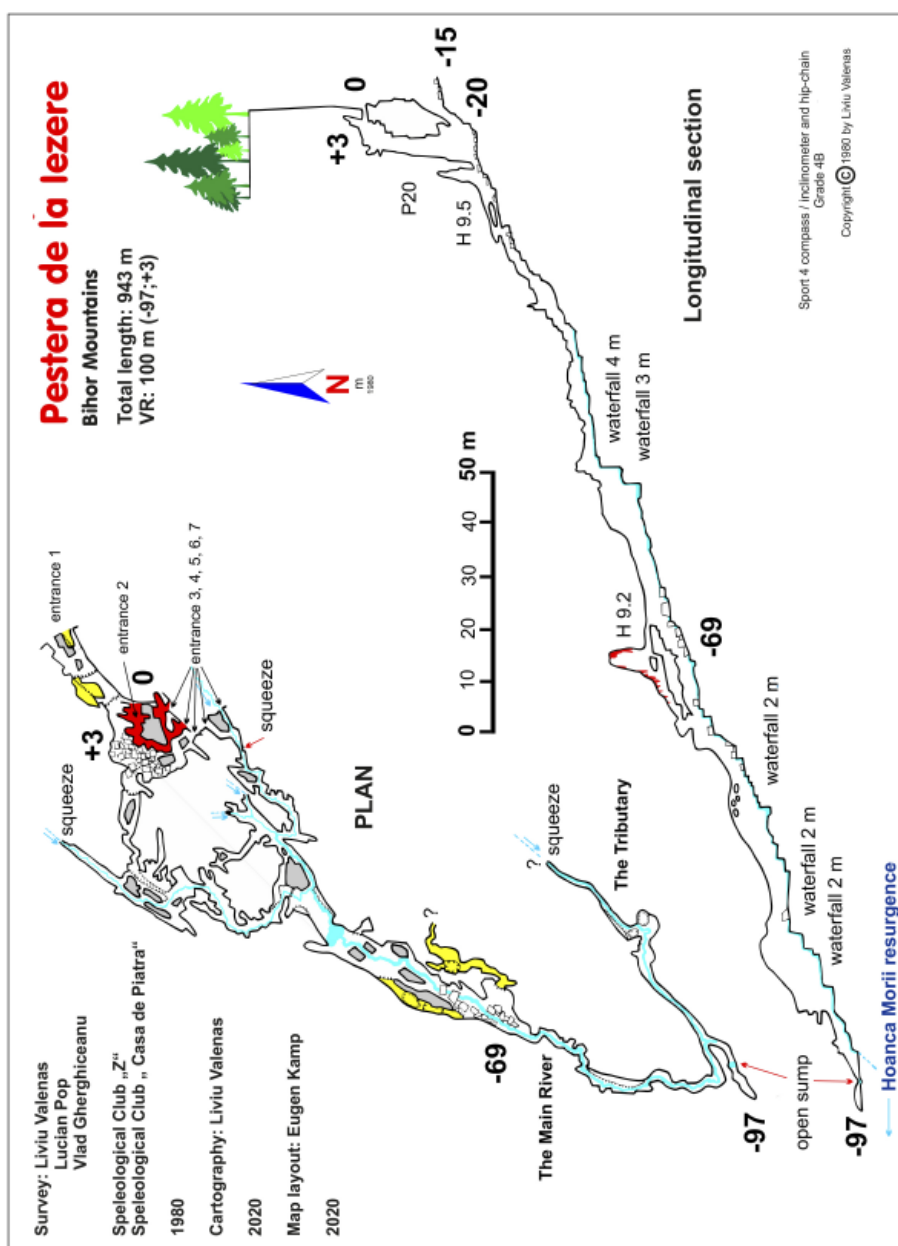 Pestera de la Iezere
Bihor Mountains
Total length: 943 m
VR: 100 m (-97;+3)
N
m
1980
Survey: Liviu Valenas
Lucian Pop
Vlad Gherghiceanu
Speleological Club „Z“
Speleological Club „ Casa de Piatra“
1980
Cartography: Liviu Valenas
2020
Map layout: Eugen Kamp
2020
PLAN
entrance 1
entrance 2
0
+3
entrance 3, 4, 5, 6, 7
squeeze
squeeze
?
-69
The Main River
-97
open sump
The Tributary
squeeze
?
0 10 20 30 40 50 m
Longitudinal section
0
+3
-15
-20
P20
H 9.5
waterfall 4 m
waterfall 3 m
H 9.2
-69
waterfall 2 m
waterfall 2 m
waterfall 2 m
-97
Hoanca Morii resurgence
Sport 4 compass / inclinometer and hip-chain
Grade 4B
Copyright © 1980 by Liviu Valenas